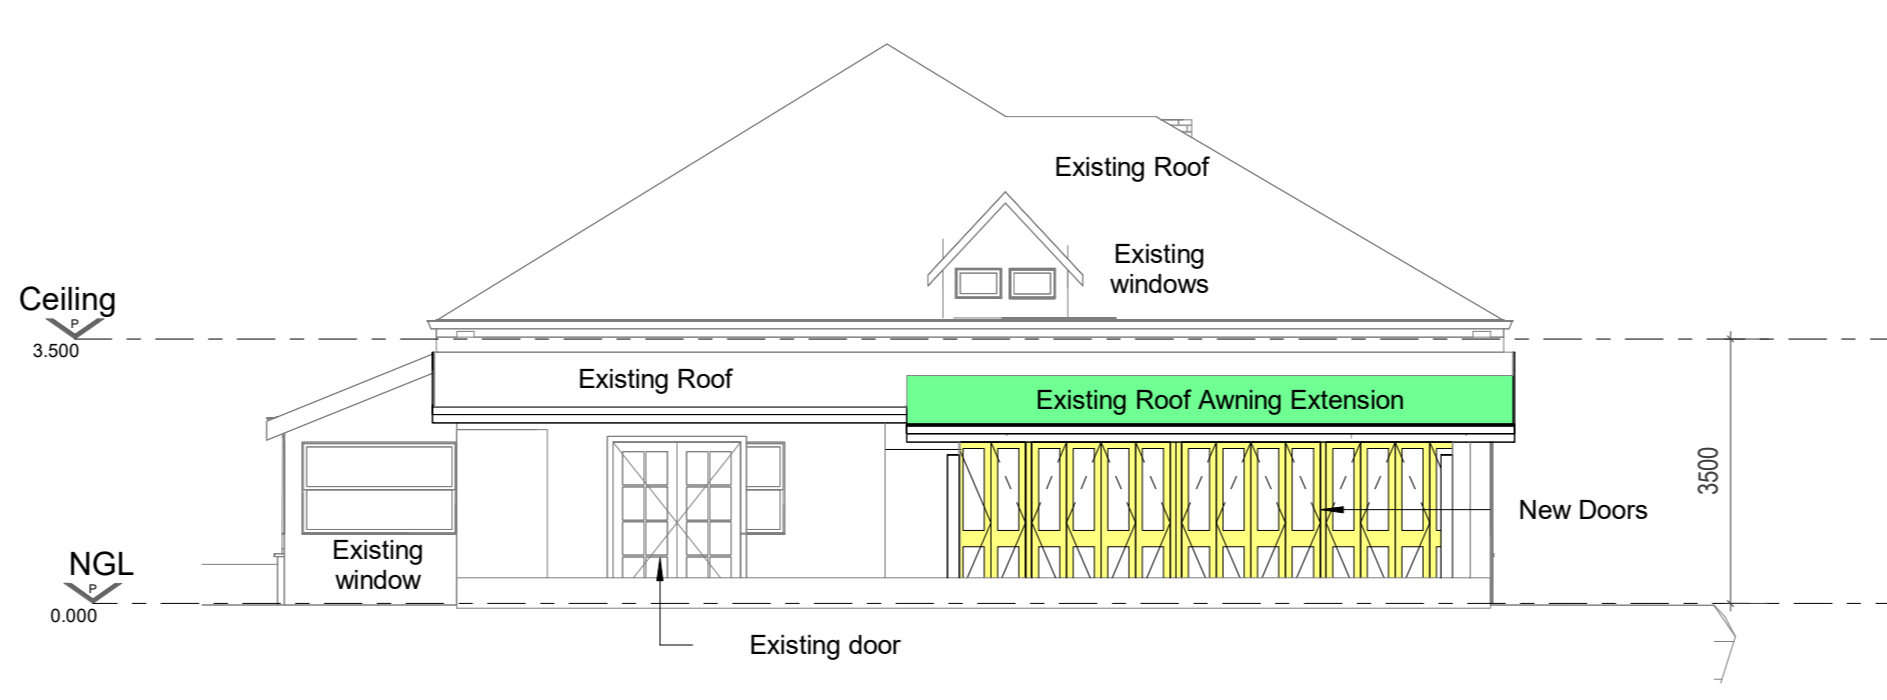 Existing Roof
Existing
windows
Ceiling
P
3.500
Existing Roof
Existing Roof Awning Extension
3500
New Doors
Existing
window
NGL
P
0.000
Existing door